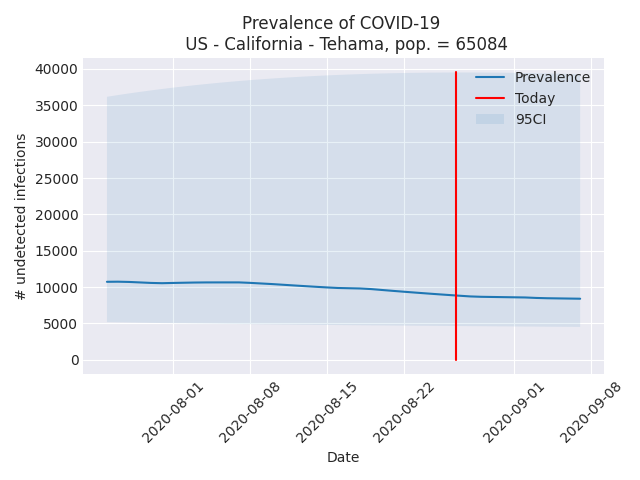 Prevalence of COVID-19
US - California - Tehama, pop. = 65084
40000
35000
30000
25000
20000
15000
10000
5000
0
# undetected infections
Prevalence
Today
95CI
2020-08-01
2020-08-08
2020-08-15
2020-08-22
2020-09-01
2020-09-08
Date